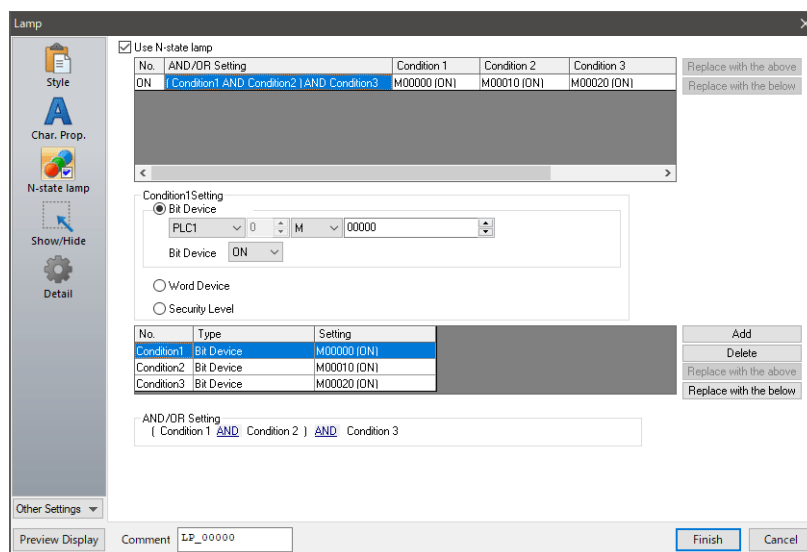 Lamp
Style
Char. Prop.
N-state lamp
Show/Hide
Detail
Other Settings
Use N-state lamp
No. AND/OR Setting Condition 1 Condition 2 Condition 3
ON ( Condition1 AND Condition2 ) AND Condition3 M00000 (ON) M00010 (ON) M00020 (ON)
Replace with the above
Replace with the below
Condition1Setting
Bit Device
PLC1 0 M 00000
Bit Device ON
Word Device
Security Level
No. Type Setting
Condition1 Bit Device M00000 (ON)
Condition2 Bit Device M00010 (ON)
Condition3 Bit Device M00020 (ON)
Add
Delete
Replace with the above
Replace with the below
AND/OR Setting
( Condition 1 AND Condition 2 ) AND Condition 3
Preview Display Comment LP_00000 Finish Cancel